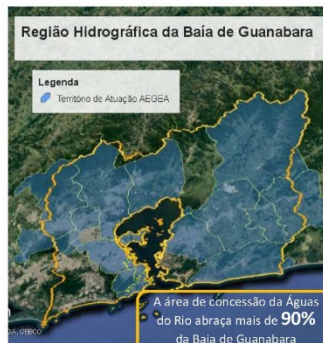 Região Hidrográfica da Baía de Guanabara
Legenda
Território de Atuação AEGEA
A área de concessão da Águas
do Rio abraça mais de 90%
da Baía de Guanabara